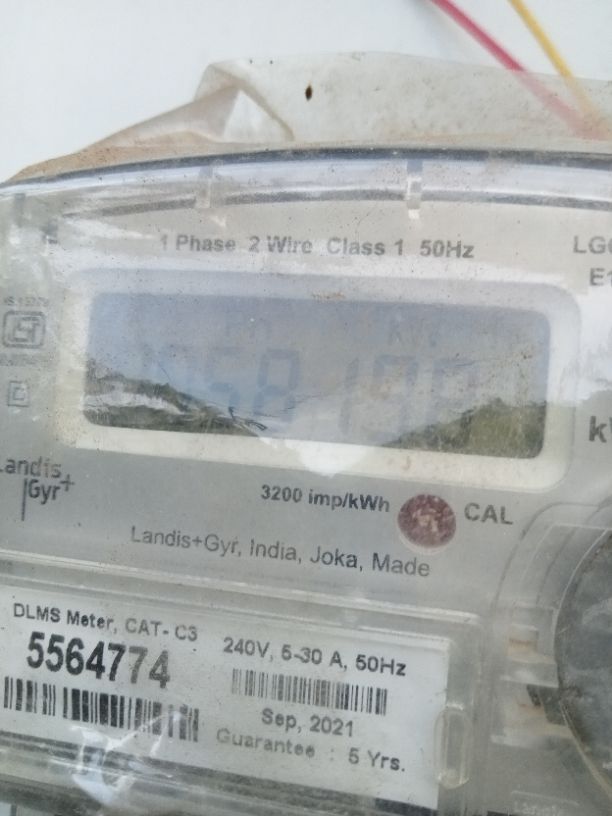 1 Phase 2 Wire Class 1 50Hz
Landis
Gyr+
3200 imp/kWh
CAL
Landis+Gyr, India, Joka, Made
DLMS Meter, CAT- C3
5564774
240V, 5-30 A, 50Hz
Sep, 2021
Guarantee : 5 Yrs.